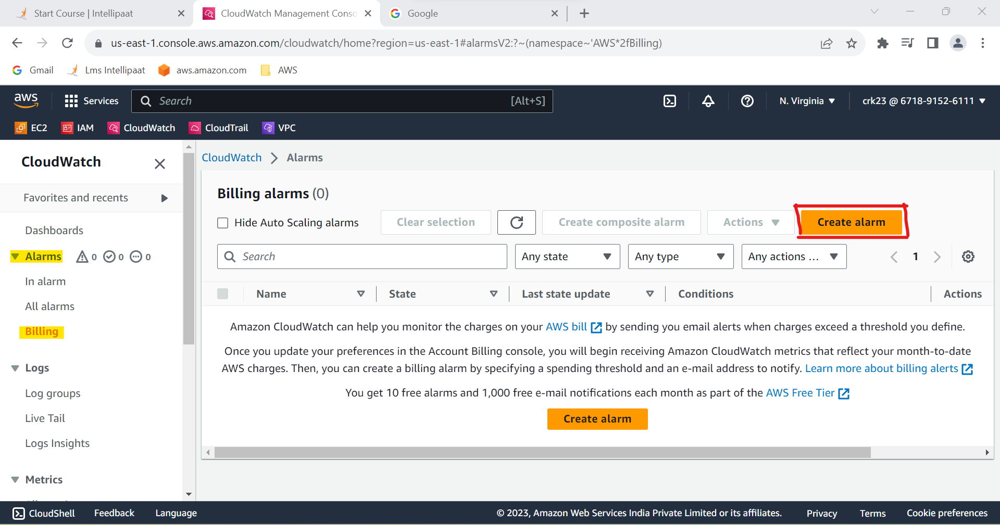 Start Course | Intellipaat
CloudWatch Management Conso
Google
us-east-1.console.aws.amazon.com/cloudwatch/home?region=us-east-1#alarmsV2:?~(namespace~'AWS*2fBilling)
Gmail
Lms Intellipaat
aws.amazon.com
AWS
aws
Services
Search
[Alt+S]
N. Virginia
crk23 @ 6718-9152-6111
EC2
IAM
CloudWatch
CloudTrail
VPC
CloudWatch
Favorites and recents
Dashboards
Alarms 0 0 0
In alarm
All alarms
Billing
Logs
Log groups
Live Tail
Logs Insights
Metrics
CloudWatch > Alarms
Billing alarms (0)
Hide Auto Scaling alarms
Clear selection
Create composite alarm
Actions
Create alarm
Search
Any state
Any type
Any actions ...
1
Name
State
Last state update
Conditions
Actions
Amazon CloudWatch can help you monitor the charges on your AWS bill by sending you email alerts when charges exceed a threshold you define.
Once you update your preferences in the Account Billing console, you will begin receiving Amazon CloudWatch metrics that reflect your month-to-date
AWS charges. Then, you can create a billing alarm by specifying a spending threshold and an e-mail address to notify. Learn more about billing alerts
You get 10 free alarms and 1,000 free e-mail notifications each month as part of the AWS Free Tier
Create alarm
CloudShell
Feedback
Language
© 2023, Amazon Web Services India Private Limited or its affiliates.
Privacy
Terms
Cookie preferences